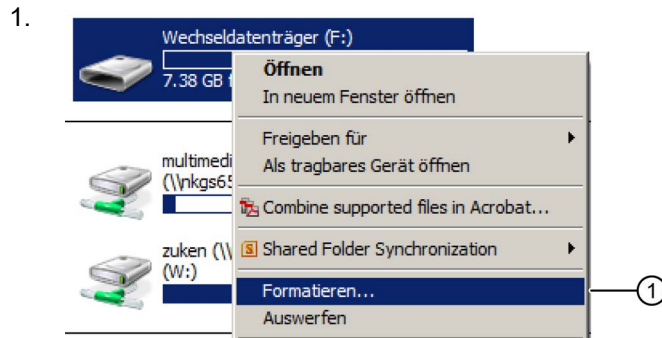 1.
Wechseldatenträger (F:)
7.38 GB f
Öffnen
In neuem Fenster öffnen
Freigeben für
Als tragbares Gerät öffnen
multimedi
(\\nkgs65
Combine supported files in Acrobat...
zuken (\\
(W:)
S Shared Folder Synchronization
Formatieren...
1
Auswerfen